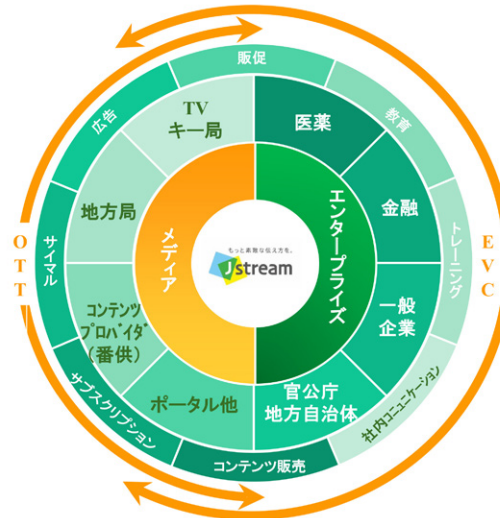 販促
広告
教育
TV
キー局
医薬
地方局
金融
OTT
サイマル
メディア
もっと素敵な伝え方を。
Jstream
エンタープライズ
トレーニング
EVC
コンテンツ
プロバイダ
(番供)
一般
企業
ポータル他
官公庁
地方自治体
サブスクリプション
社内コミュニケーション
コンテンツ販売